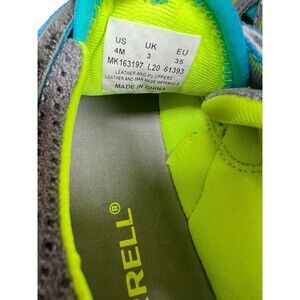 US UK EU
4M 3 35
MK163197 L20 61393
LEATHER AND PU UPPERS
LEATHER AND MAN MADE MATERIALS
MADE IN CHINA
RRELL®